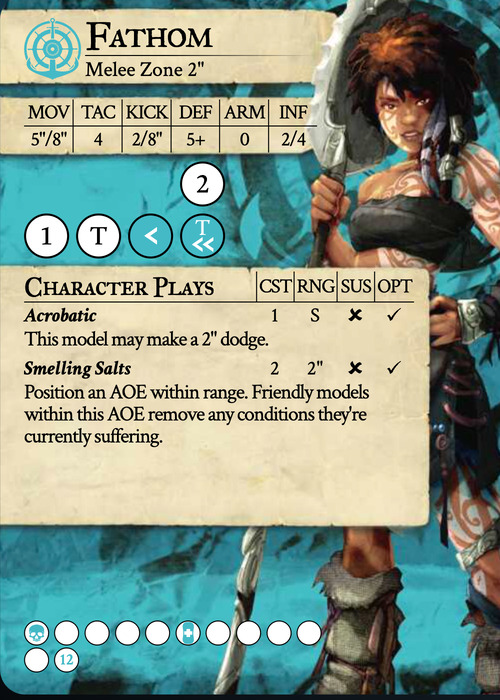 FATHOM
Melee Zone 2"
MOV TAC KICK DEF ARM INF
5"/8" 4 2/8" 5+ 0 2/4
2
1 T < T <<
CHARACTER PLAYS CST RNG SUS OPT
Acrobatic 1 S ✘ ✓
This model may make a 2" dodge.
Smelling Salts 2 2" ✘ ✓
Position an AOE within range. Friendly models
within this AOE remove any conditions they're
currently suffering.
12